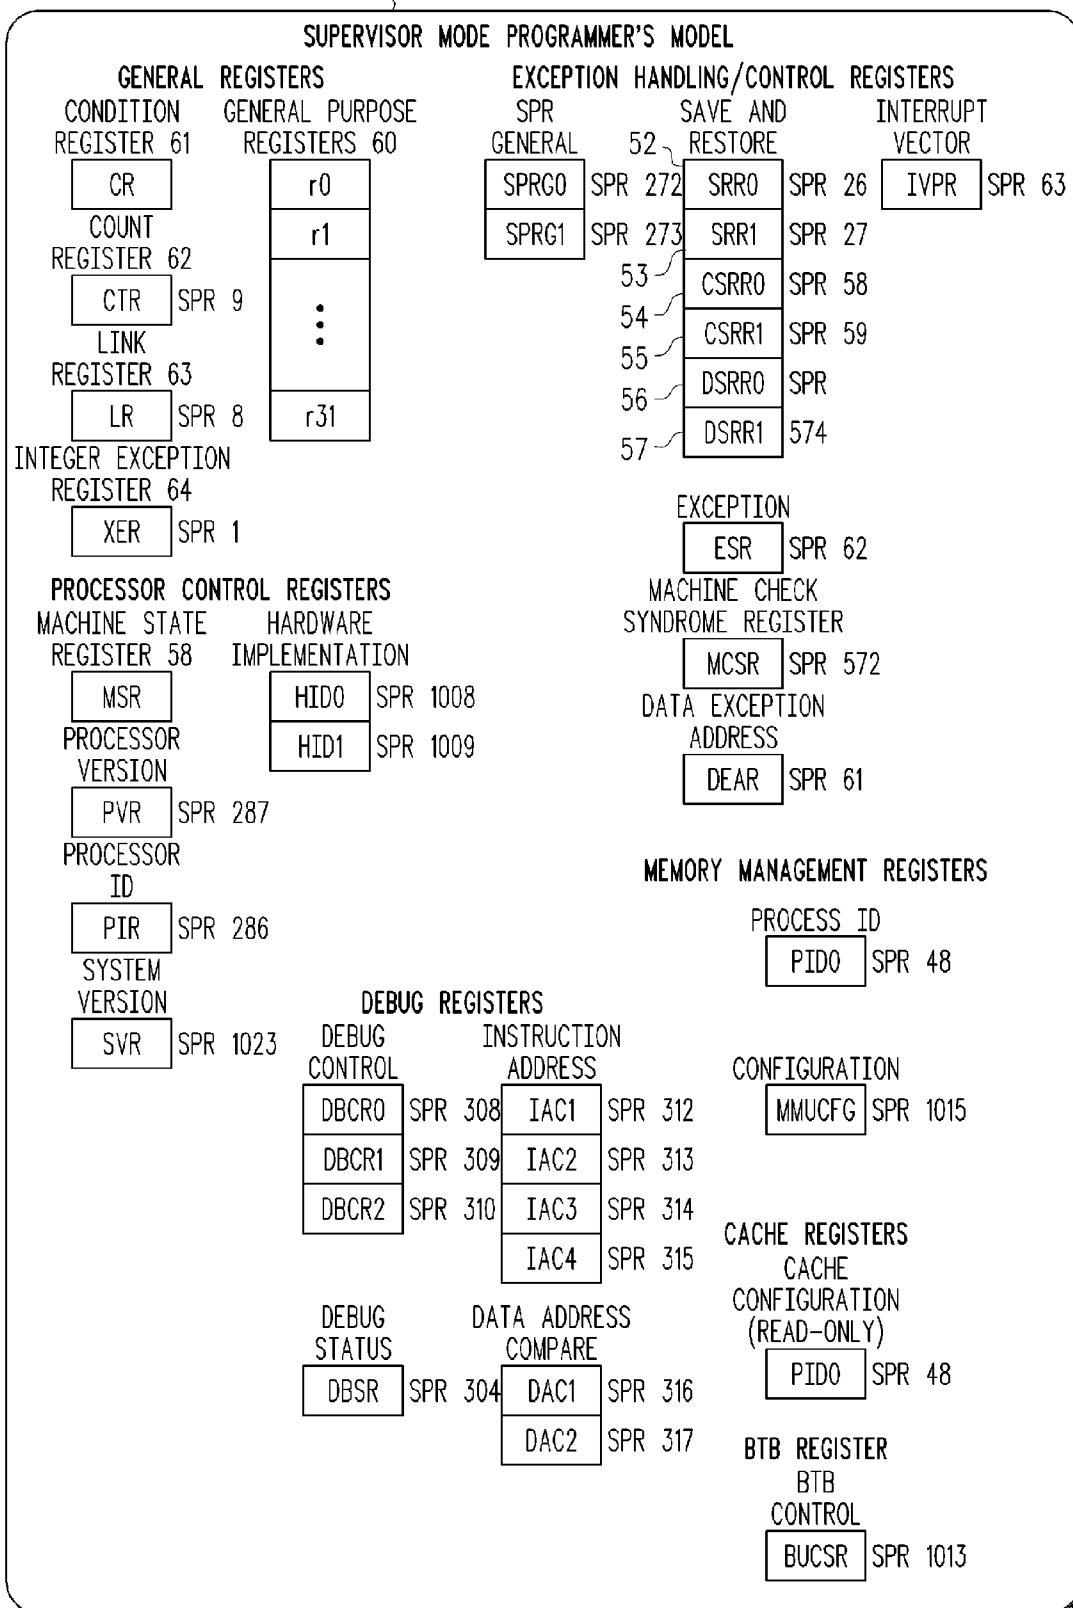 SUPERVISOR MODE PROGRAMMER'S MODEL
GENERAL REGISTERS
CONDITION
REGISTER 61
CR
COUNT
REGISTER 62
CTR SPR 9
LINK
REGISTER 63
LR SPR 8
INTEGER EXCEPTION
REGISTER 64
XER SPR 1
GENERAL PURPOSE
REGISTERS 60
r0
r1
r31
EXCEPTION HANDLING/CONTROL REGISTERS
SPR
GENERAL
SPRG0 SPR 272
SPRG1 SPR 273
SAVE AND
RESTORE
52
SRR0 SPR 26
SRR1 SPR 27
53
CSRR0 SPR 58
54
CSRR1 SPR 59
55
DSRR0 SPR
56
DSRR1 574
57
INTERRUPT
VECTOR
IVPR SPR 63
EXCEPTION
ESR SPR 62
MACHINE CHECK
SYNDROME REGISTER
MCSR SPR 572
DATA EXCEPTION
ADDRESS
DEAR SPR 61
PROCESSOR CONTROL REGISTERS
MACHINE STATE
REGISTER 58
MSR
PROCESSOR
VERSION
PVR SPR 287
PROCESSOR
ID
PIR SPR 286
SYSTEM
VERSION
SVR SPR 1023
HARDWARE
IMPLEMENTATION
HID0 SPR 1008
HID1 SPR 1009
MEMORY MANAGEMENT REGISTERS
PROCESS ID
PID0 SPR 48
CONFIGURATION
MMUCFG SPR 1015
DEBUG REGISTERS
DEBUG
CONTROL
DBCR0 SPR 308
DBCR1 SPR 309
DBCR2 SPR 310
INSTRUCTION
ADDRESS
IAC1 SPR 312
IAC2 SPR 313
IAC3 SPR 314
IAC4 SPR 315
DEBUG
STATUS
DBSR SPR 304
DATA ADDRESS
COMPARE
DAC1 SPR 316
DAC2 SPR 317
CACHE REGISTERS
CACHE
CONFIGURATION
(READ-ONLY)
PID0 SPR 48
BTB REGISTER
BTB
CONTROL
BUCSR SPR 1013